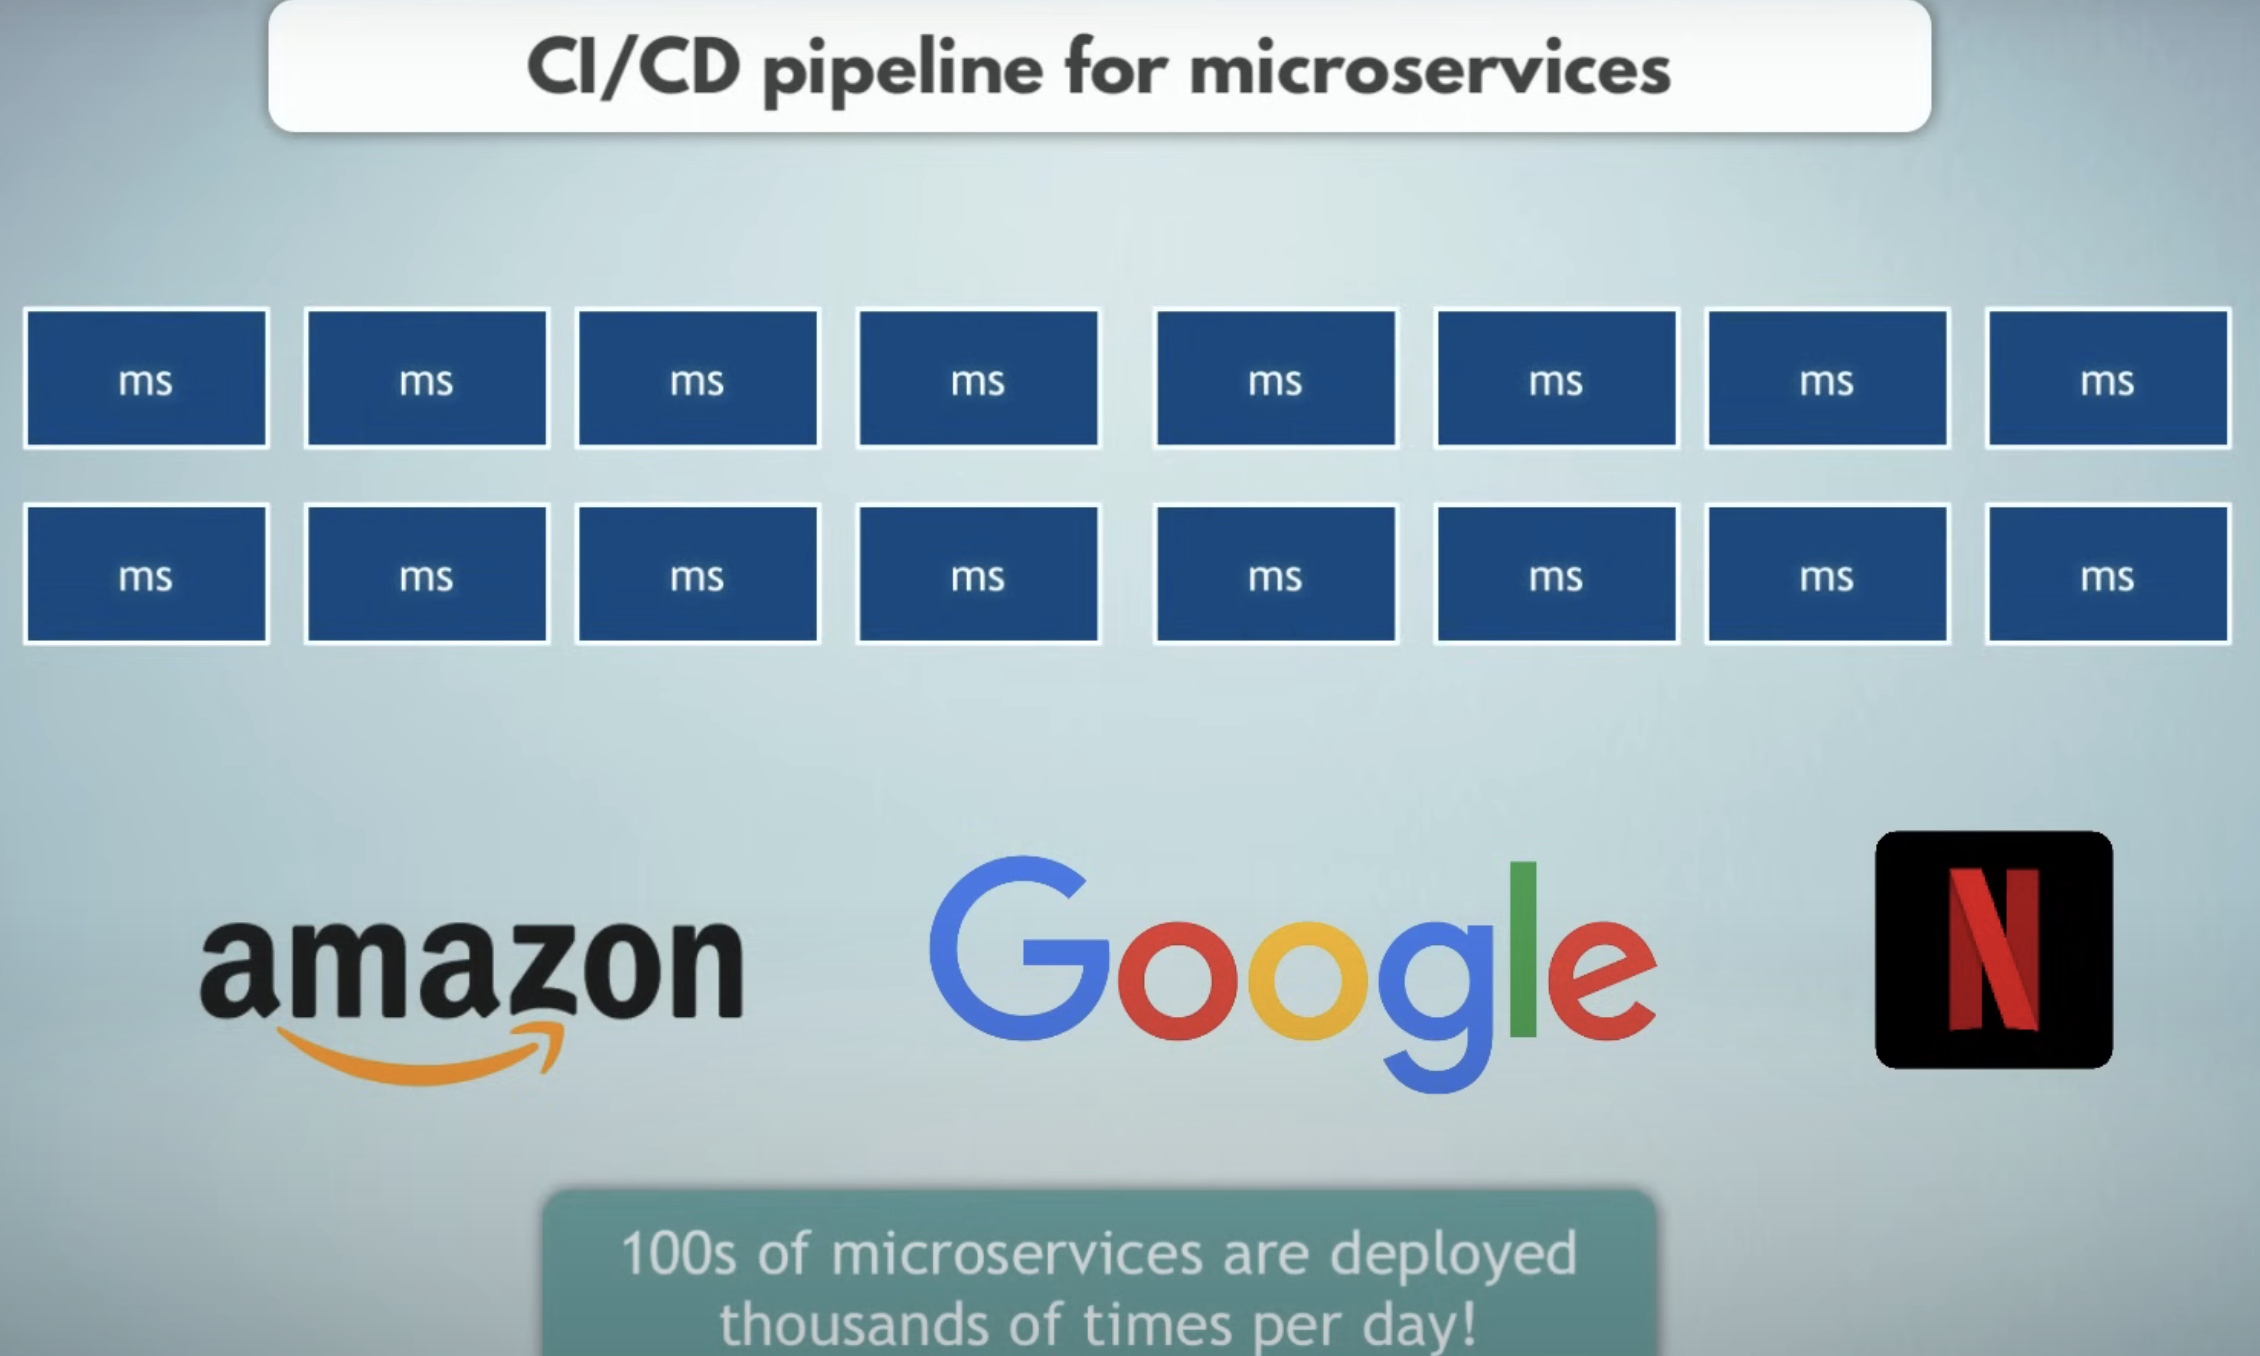 CI/CD pipeline for microservices
ms ms ms ms ms ms ms ms
ms ms ms ms ms ms ms ms
amazon Google N
100s of microservices are deployed
thousands of times per day!